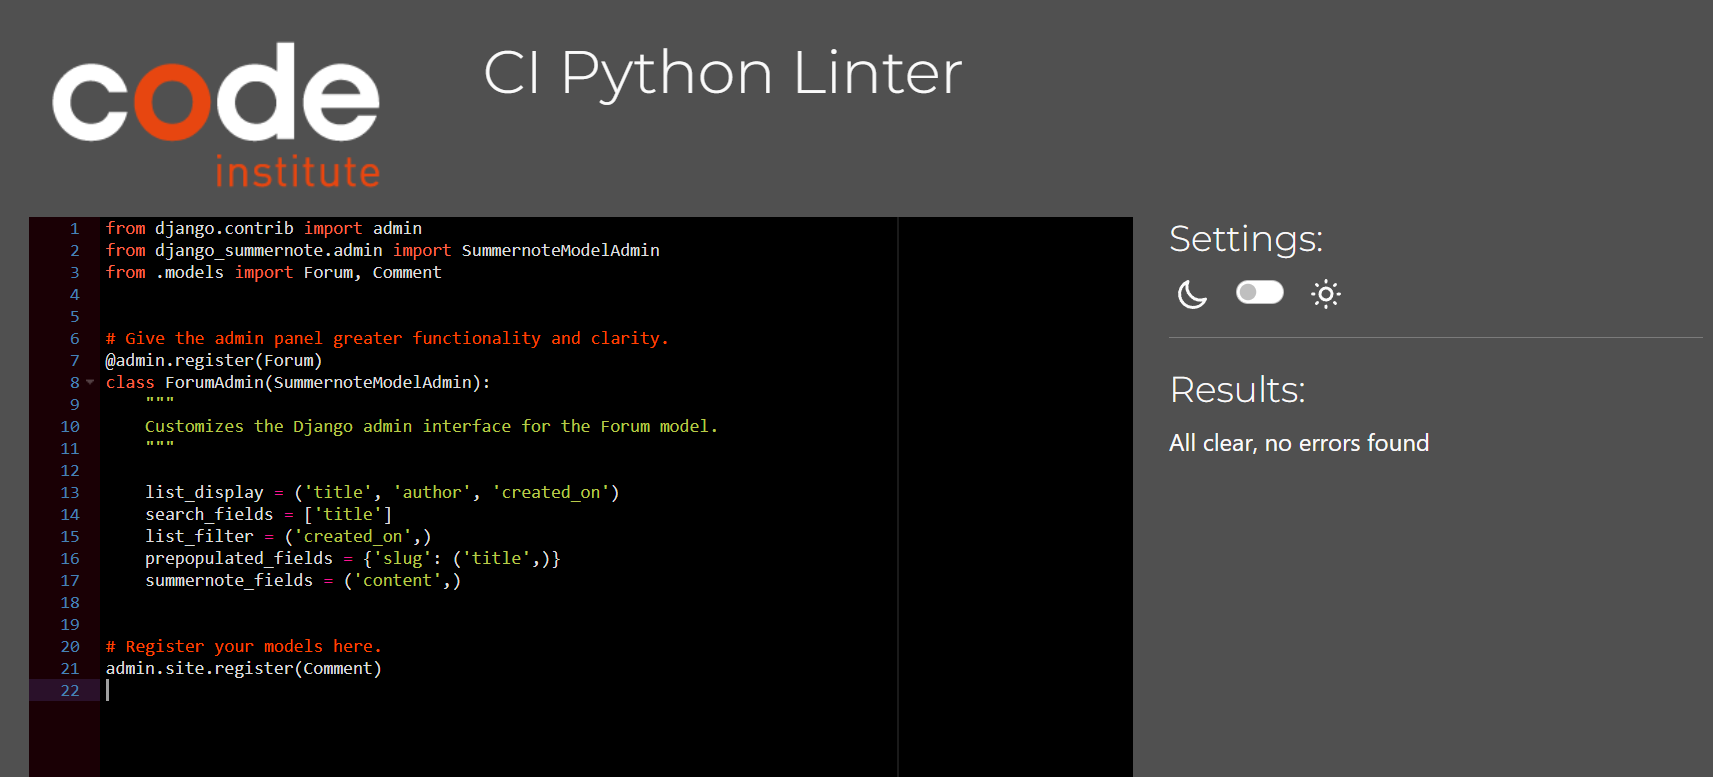 code
institute
CI Python Linter
1 from django.contrib import admin
2 from django_summernote.admin import SummernoteModelAdmin
3 from .models import Forum, Comment
4
5
6 # Give the admin panel greater functionality and clarity.
7 @admin.register(Forum)
8 class ForumAdmin(SummernoteModelAdmin):
9     """
10     Customizes the Django admin interface for the Forum model.
11     """
12
13     list_display = ('title', 'author', 'created_on')
14     search_fields = ['title']
15     list_filter = ('created_on',)
16     prepopulated_fields = {'slug': ('title',)}
17     summernote_fields = ('content',)
18
19
20 # Register your models here.
21 admin.site.register(Comment)
22
Settings:
Results:
All clear, no errors found